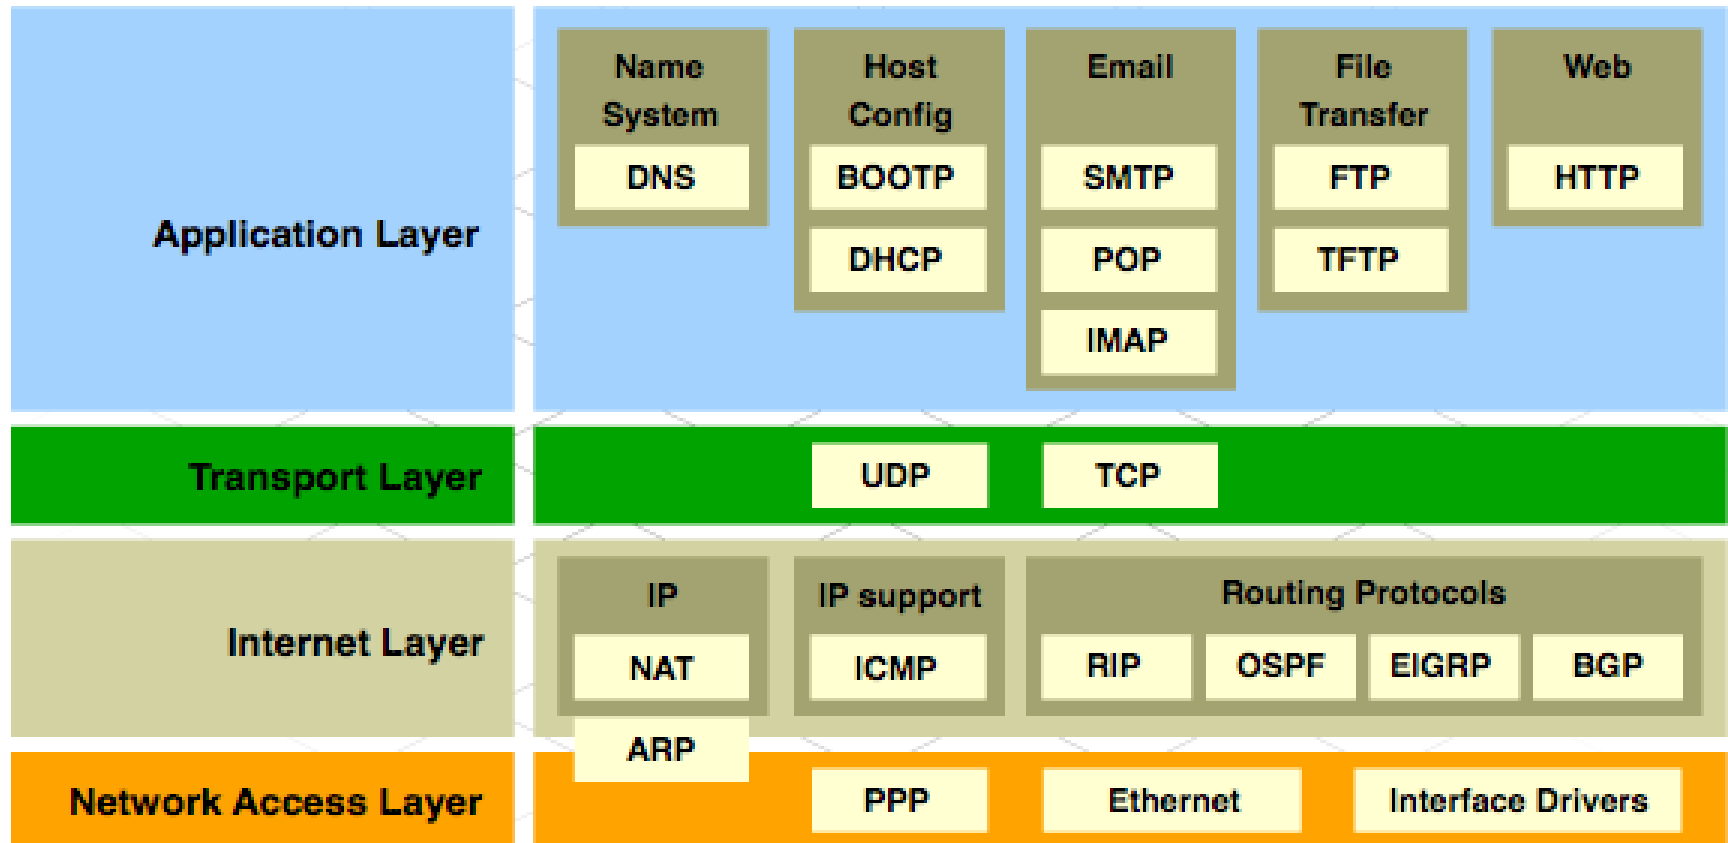 Application Layer
Name
System
DNS
Host
Config
BOOTP
DHCP
Email
SMTP
POP
IMAP
File
Transfer
FTP
TFTP
Web
HTTP
Transport Layer
UDP
TCP
Internet Layer
IP
NAT
ARP
IP support
ICMP
Routing Protocols
RIP
OSPF
EIGRP
BGP
Network Access Layer
PPP
Ethernet
Interface Drivers